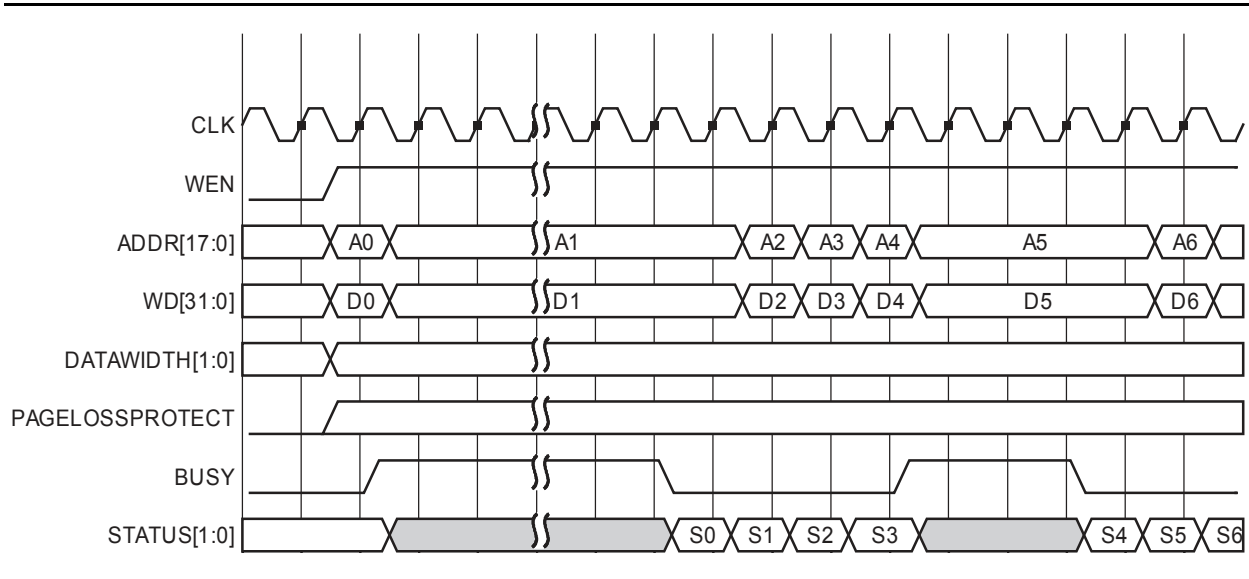 CLK
WEN
ADDR[17:0] A0 A1 A2 A3 A4 A5 A6
WD[31:0] D0 D1 D2 D3 D4 D5 D6
DATAWIDTH[1:0]
PAGELOSSPROTECT
BUSY
STATUS[1:0] S0 S1 S2 S3 S4 S5 S6